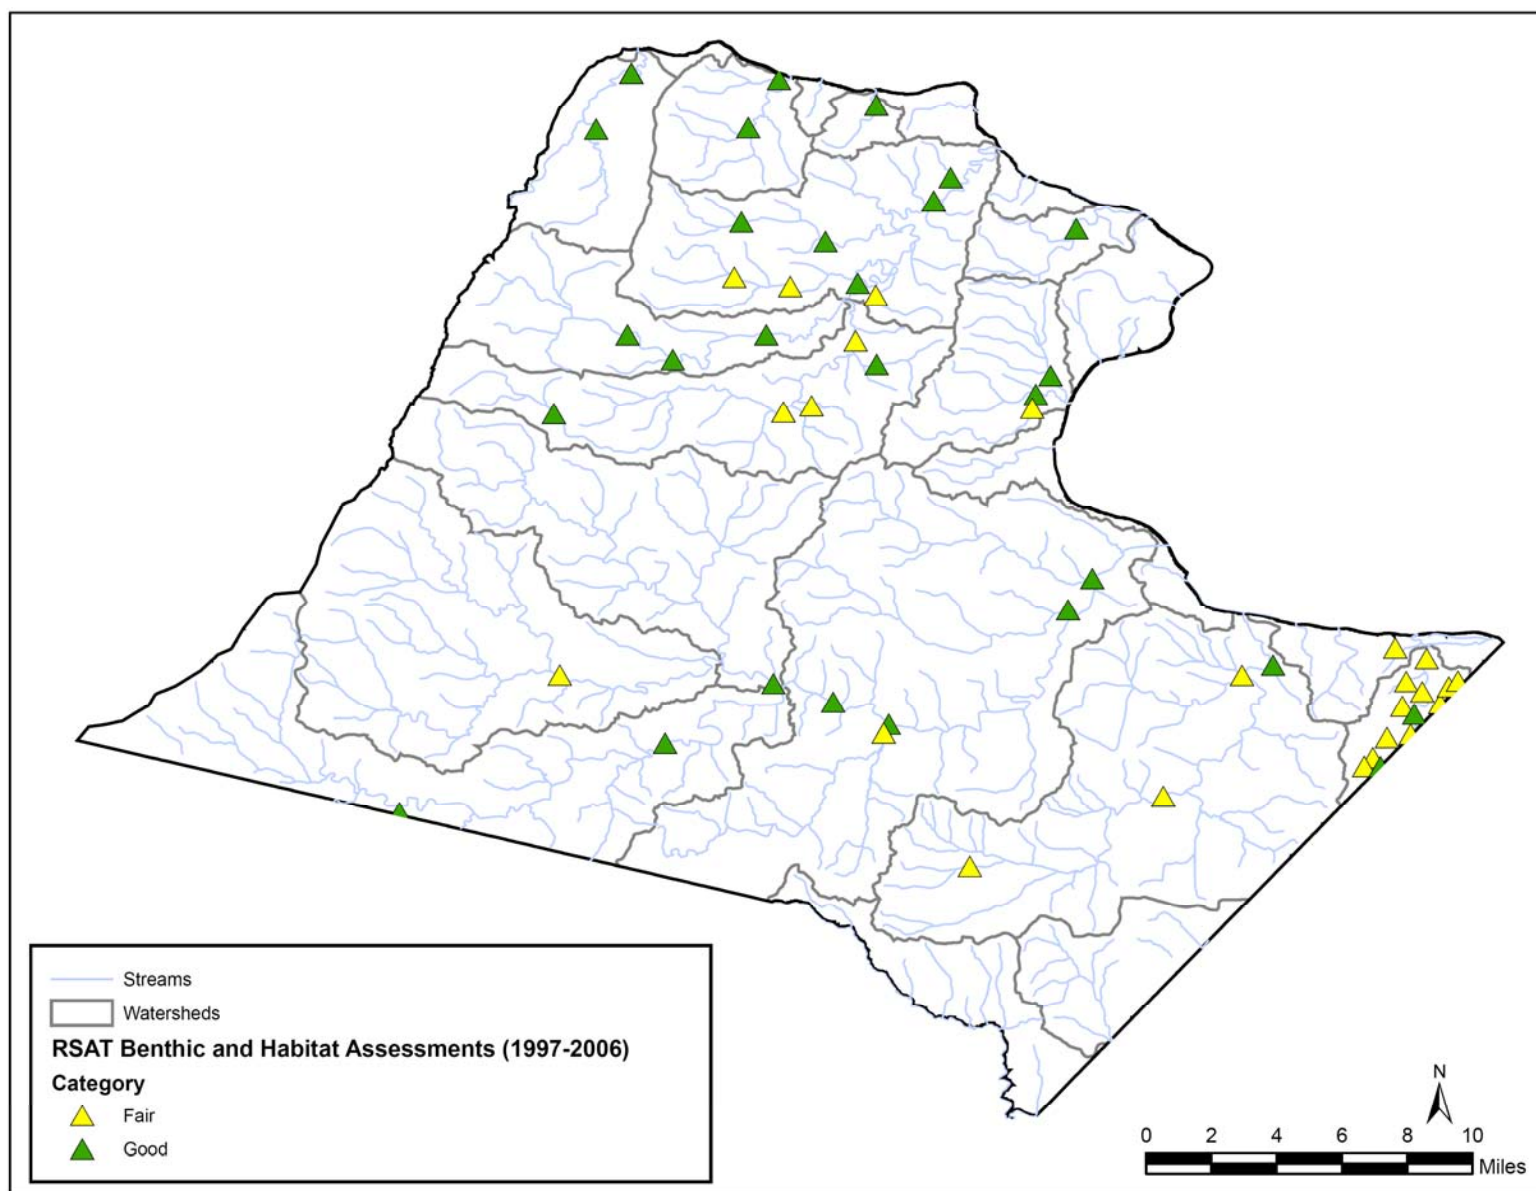 Streams
Watersheds
RSAT Benthic and Habitat Assessments (1997-2006)
Category
Fair
Good
N
0 2 4 6 8 10
Miles